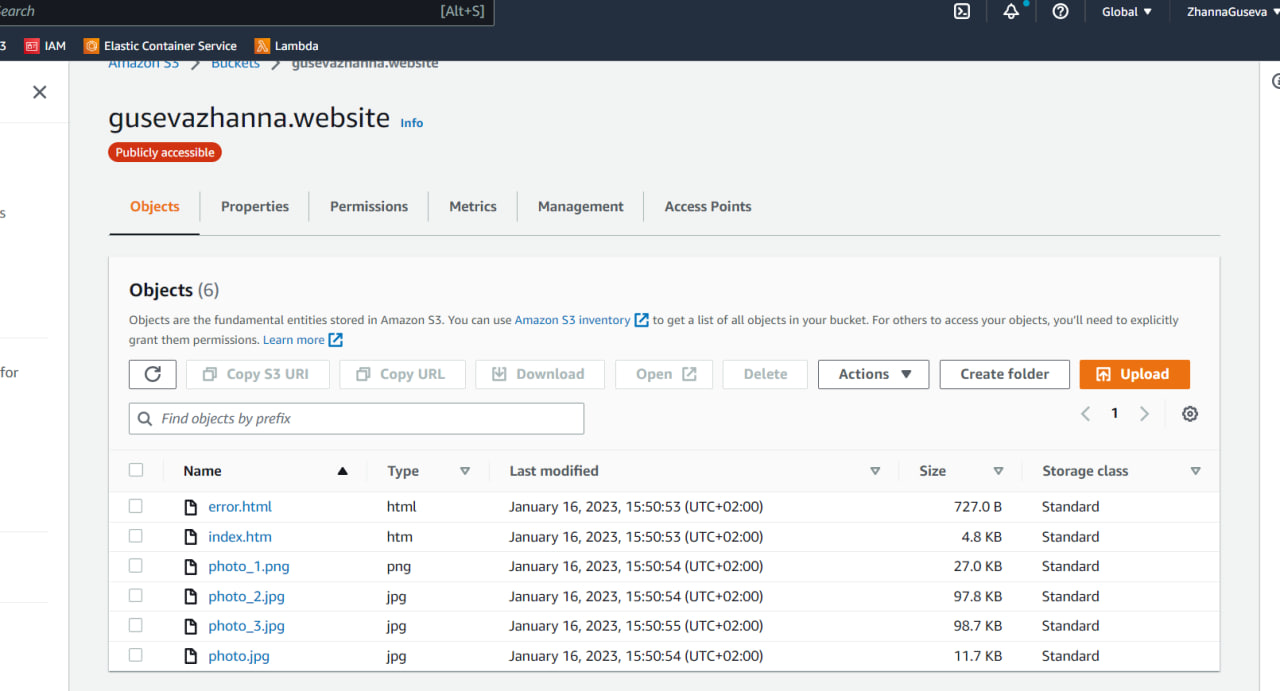 earch [Alt+S] Global ZhannaGuseva
3 IAM Elastic Container Service Lambda
Amazon S3 Buckets gusevazhanna.website
gusevazhanna.website Info
Publicly accessible
s
Objects Properties Permissions Metrics Management Access Points
Objects (6)
Objects are the fundamental entities stored in Amazon S3. You can use Amazon S3 inventory to get a list of all objects in your bucket. For others to access your objects, you'll need to explicitly
grant them permissions. Learn more
for
Copy S3 URI Copy URL Download Open Delete Actions Create folder Upload
Find objects by prefix 1
Name Type Last modified Size Storage class
error.html html January 16, 2023, 15:50:53 (UTC+02:00) 727.0 B Standard
index.htm htm January 16, 2023, 15:50:53 (UTC+02:00) 4.8 KB Standard
photo_1.png png January 16, 2023, 15:50:54 (UTC+02:00) 27.0 KB Standard
photo_2.jpg jpg January 16, 2023, 15:50:54 (UTC+02:00) 97.8 KB Standard
photo_3.jpg jpg January 16, 2023, 15:50:55 (UTC+02:00) 98.7 KB Standard
photo.jpg jpg January 16, 2023, 15:50:54 (UTC+02:00) 11.7 KB Standard